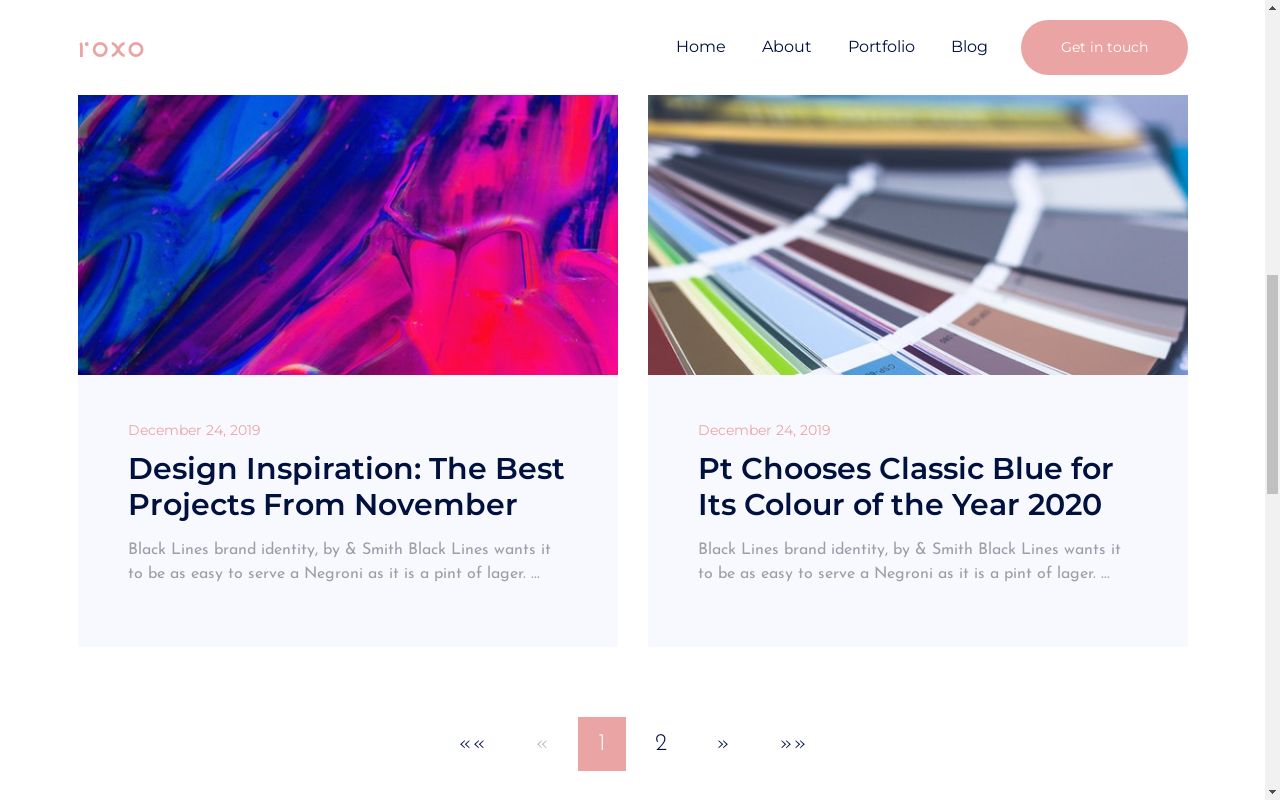 roxo
Home About Portfolio Blog Get in touch
December 24, 2019
Design Inspiration: The Best
Projects From November
Black Lines brand identity, by & Smith Black Lines wants it
to be as easy to serve a Negroni as it is a pint of lager. ...
December 24, 2019
Pt Chooses Classic Blue for
Its Colour of the Year 2020
Black Lines brand identity, by & Smith Black Lines wants it
to be as easy to serve a Negroni as it is a pint of lager. ...
«« « 1 2 » »»